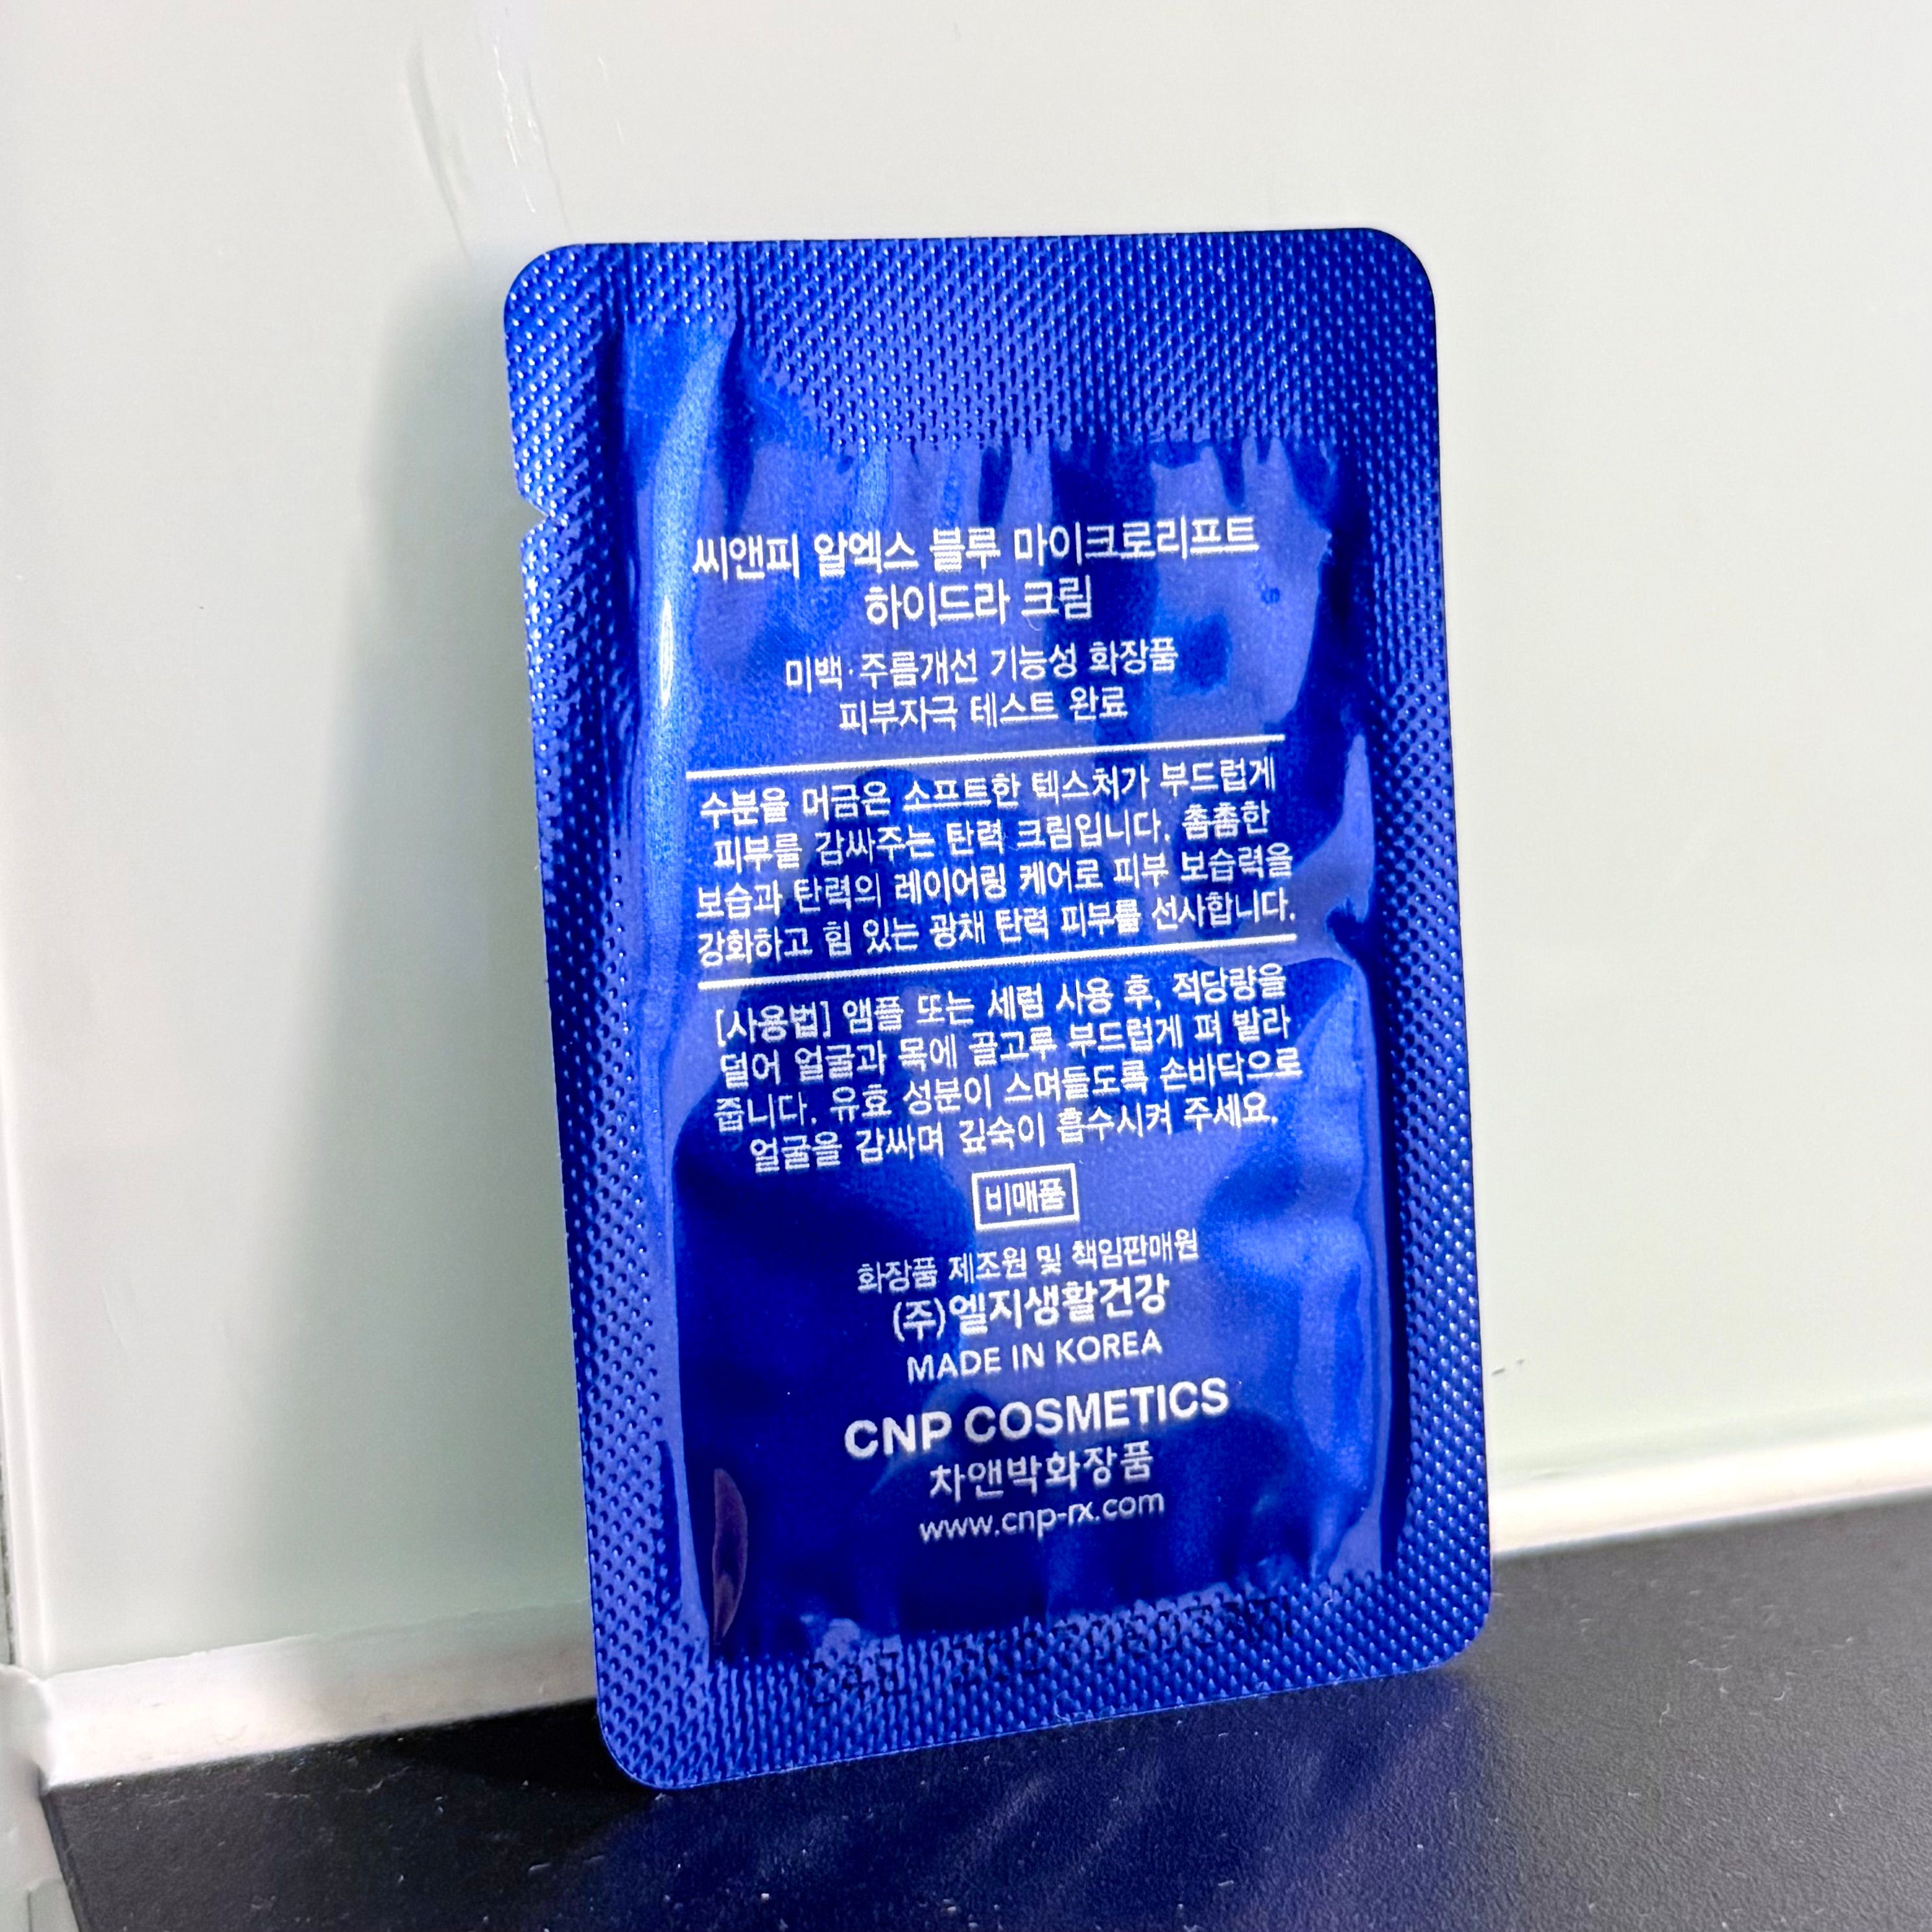 씨앤피 알엑스 블루 마이크로리프트
하이드라 크림
미백·주름개선 기능성 화장품
피부자극 테스트 완료
수분을 머금은 소프트한 텍스처가 부드럽게
피부를 감싸주는 탄력 크림입니다. 촘촘한
보습과 탄력의 레이어링 케어로 피부 보습력을
강화하고 힘 있는 광채 탄력 피부를 선사합니다.
[사용법] 앰플 또는 세럼 사용 후, 적당량을
덜어 얼굴과 목에 골고루 부드럽게 펴 발라
줍니다. 유효 성분이 스며들도록 손바닥으로
얼굴을 감싸며 깊숙이 흡수시켜 주세요.
비매품
화장품 제조원 및 책임판매원
(주)엘지생활건강
MADE IN KOREA
CNP COSMETICS
차앤박화장품
www.cnp-rx.com